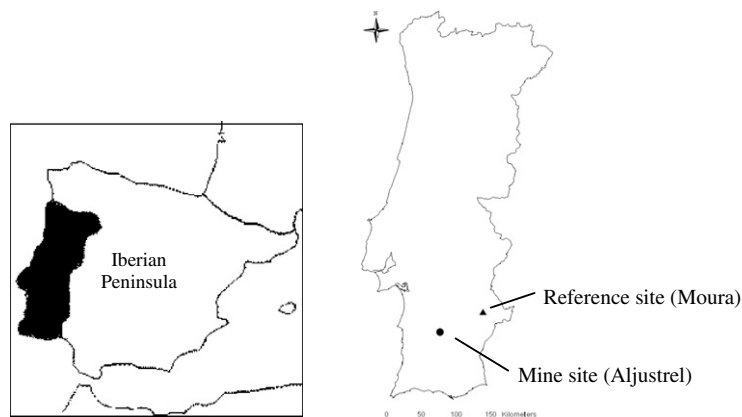 N
Iberian
Peninsula
Reference site (Moura)
Mine site (Aljustrel)
0 50 100 150 Kilometers